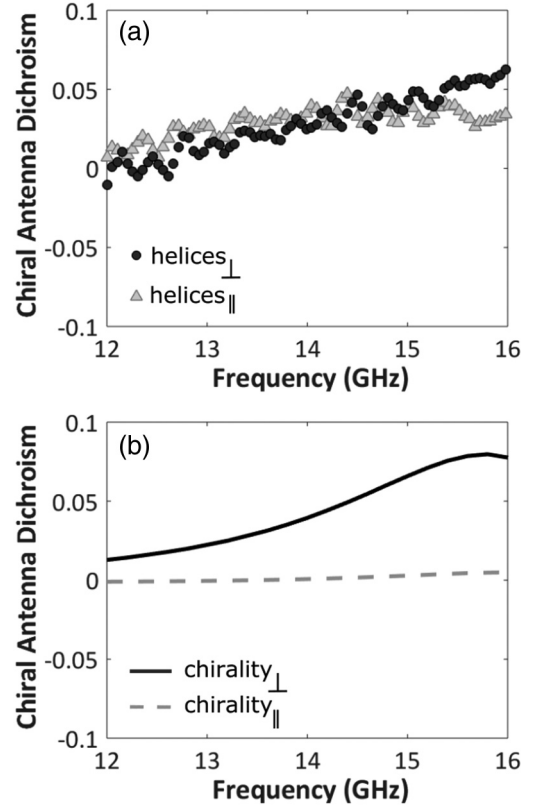 (a)
Chiral Antenna Dichroism
0.1
0.05
0
-0.05
-0.1
helices⊥
helices∥
12 13 14 15 16
Frequency (GHz)
(b)
Chiral Antenna Dichroism
0.1
0.05
0
-0.05
-0.1
chirality⊥
chirality∥
12 13 14 15 16
Frequency (GHz)